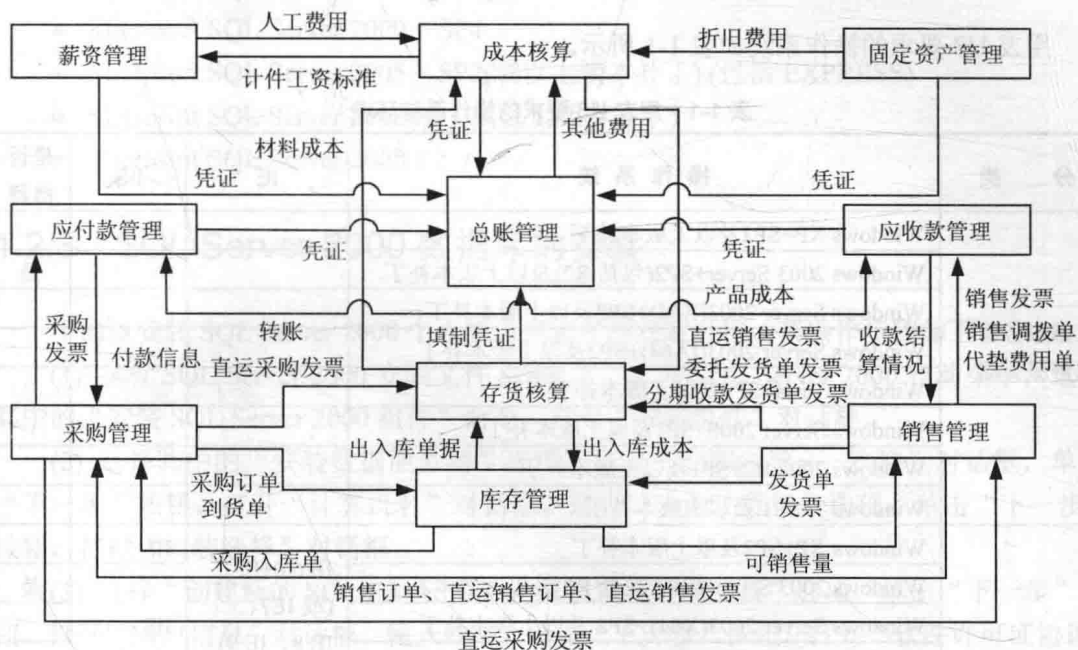 人工费用
薪资管理
成本核算
折旧费用
固定资产管理
计件工资标准
凭证
其他费用
材料成本
凭证
凭证
应付款管理
总账管理
应收款管理
凭证
凭证
产品成本
采购
发票
付款信息
转账
直运采购发票
填制凭证
直运销售发票
委托发货单发票
分期收款发货单发票
收款结
算情况
销售发票
销售调拨单
代垫费用单
采购管理
存货核算
销售管理
出入库单据
出入库成本
采购订单
到货单
库存管理
发货单
发票
采购入库单
可销售量
销售订单、直运销售订单、直运销售发票
直运采购发票